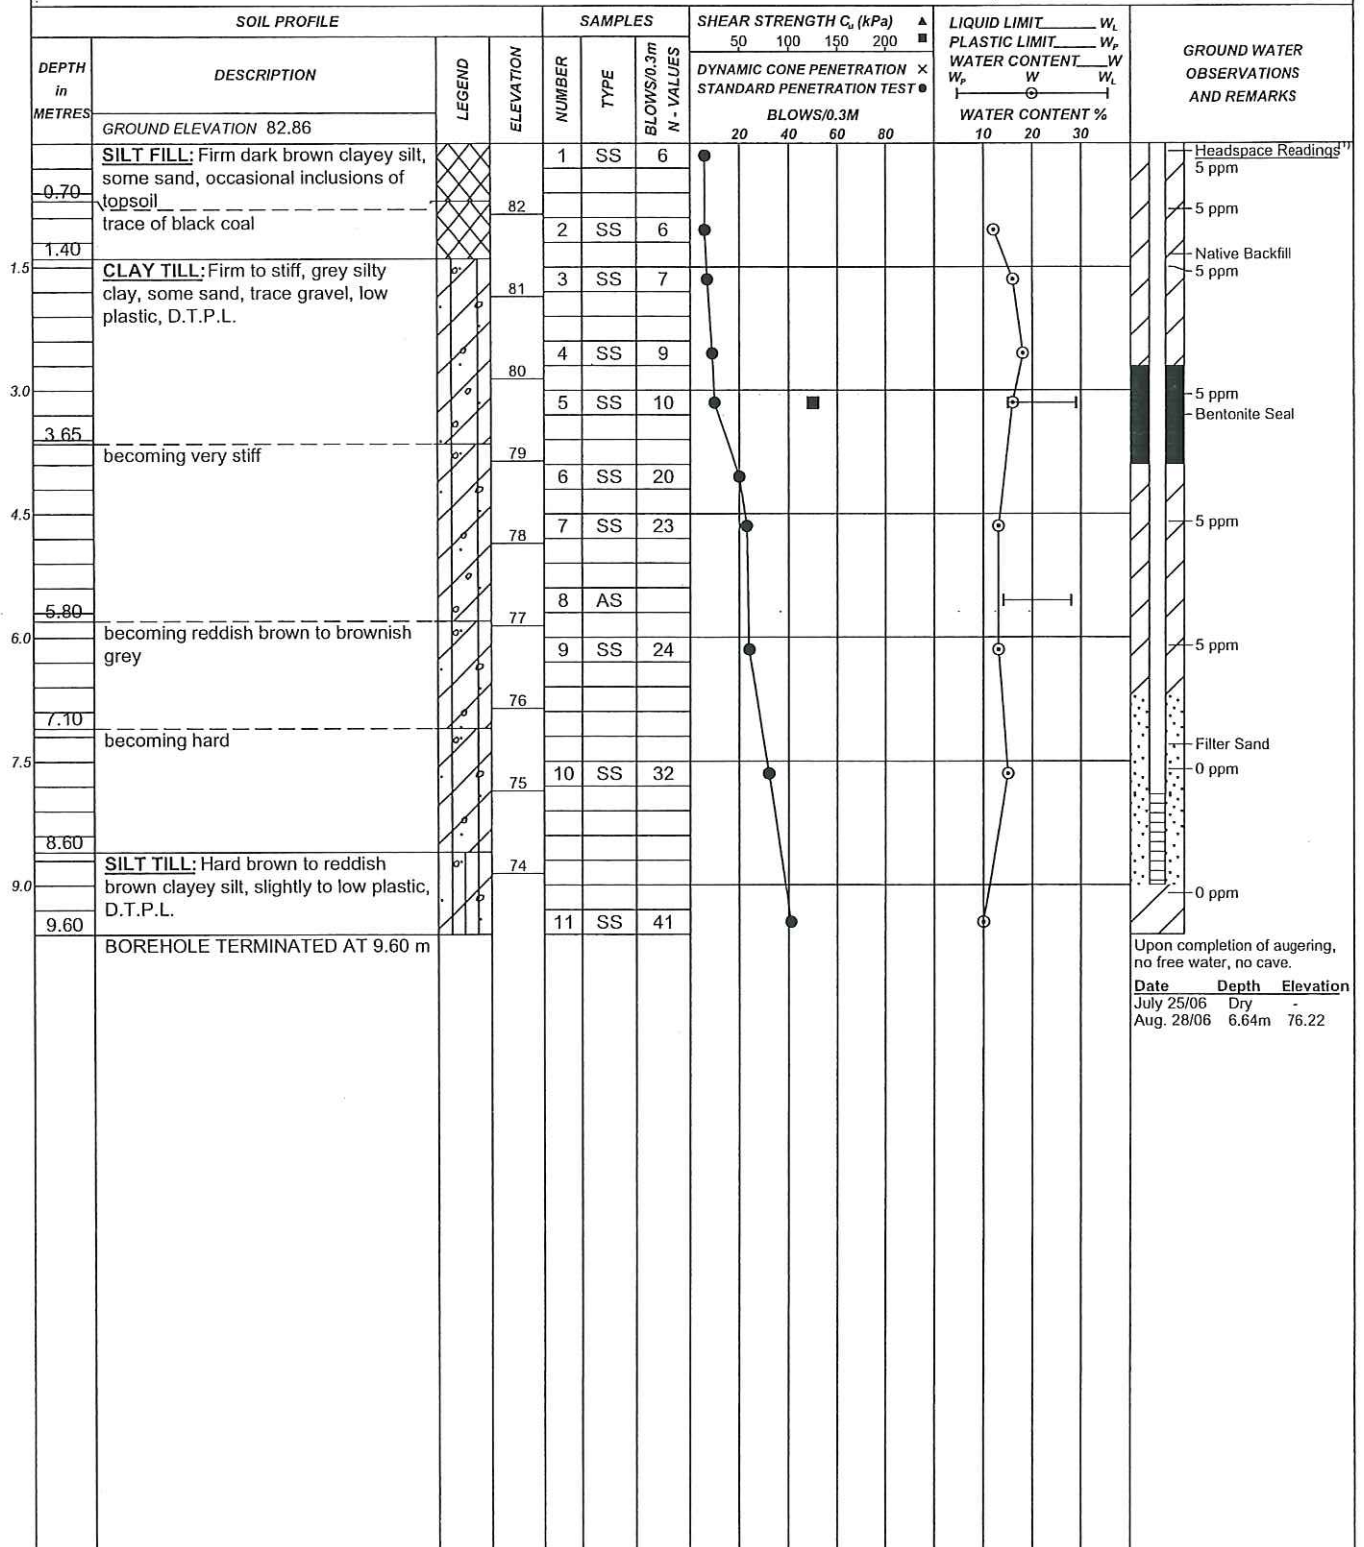 SOIL PROFILE
SAMPLES
SHEAR STRENGTH Cu (kPa) ▲
■
50 100 150 200
DYNAMIC CONE PENETRATION ×
STANDARD PENETRATION TEST ●
BLOWS/0.3M
20 40 60 80
LIQUID LIMIT______ WL
PLASTIC LIMIT_____ WP
WATER CONTENT___W
WP W WL
WATER CONTENT %
10 20 30
GROUND WATER
OBSERVATIONS
AND REMARKS
DEPTH
in
METRES
DESCRIPTION
GROUND ELEVATION 82.86
LEGEND
ELEVATION
NUMBER
TYPE
BLOWS/0.3m
N - VALUES
SILT FILL: Firm dark brown clayey silt,
some sand, occasional inclusions of
topsoil
0.70
trace of black coal
1.40
1.5
CLAY TILL: Firm to stiff, grey silty
clay, some sand, trace gravel, low
plastic, D.T.P.L.
3.0
3.65
becoming very stiff
4.5
5.80
6.0
becoming reddish brown to brownish
grey
7.10
becoming hard
7.5
8.60
SILT TILL: Hard brown to reddish
brown clayey silt, slightly to low plastic,
D.T.P.L.
9.0
9.60
BOREHOLE TERMINATED AT 9.60 m
82
81
80
79
78
77
76
75
74
1 SS 6
2 SS 6
3 SS 7
4 SS 9
5 SS 10
6 SS 20
7 SS 23
8 AS
9 SS 24
10 SS 32
11 SS 41
Headspace Readings(1)
5 ppm
5 ppm
Native Backfill
5 ppm
5 ppm
Bentonite Seal
5 ppm
5 ppm
Filter Sand
0 ppm
0 ppm
Upon completion of augering,
no free water, no cave.
Date Depth Elevation
July 25/06 Dry -
Aug. 28/06 6.64m 76.22